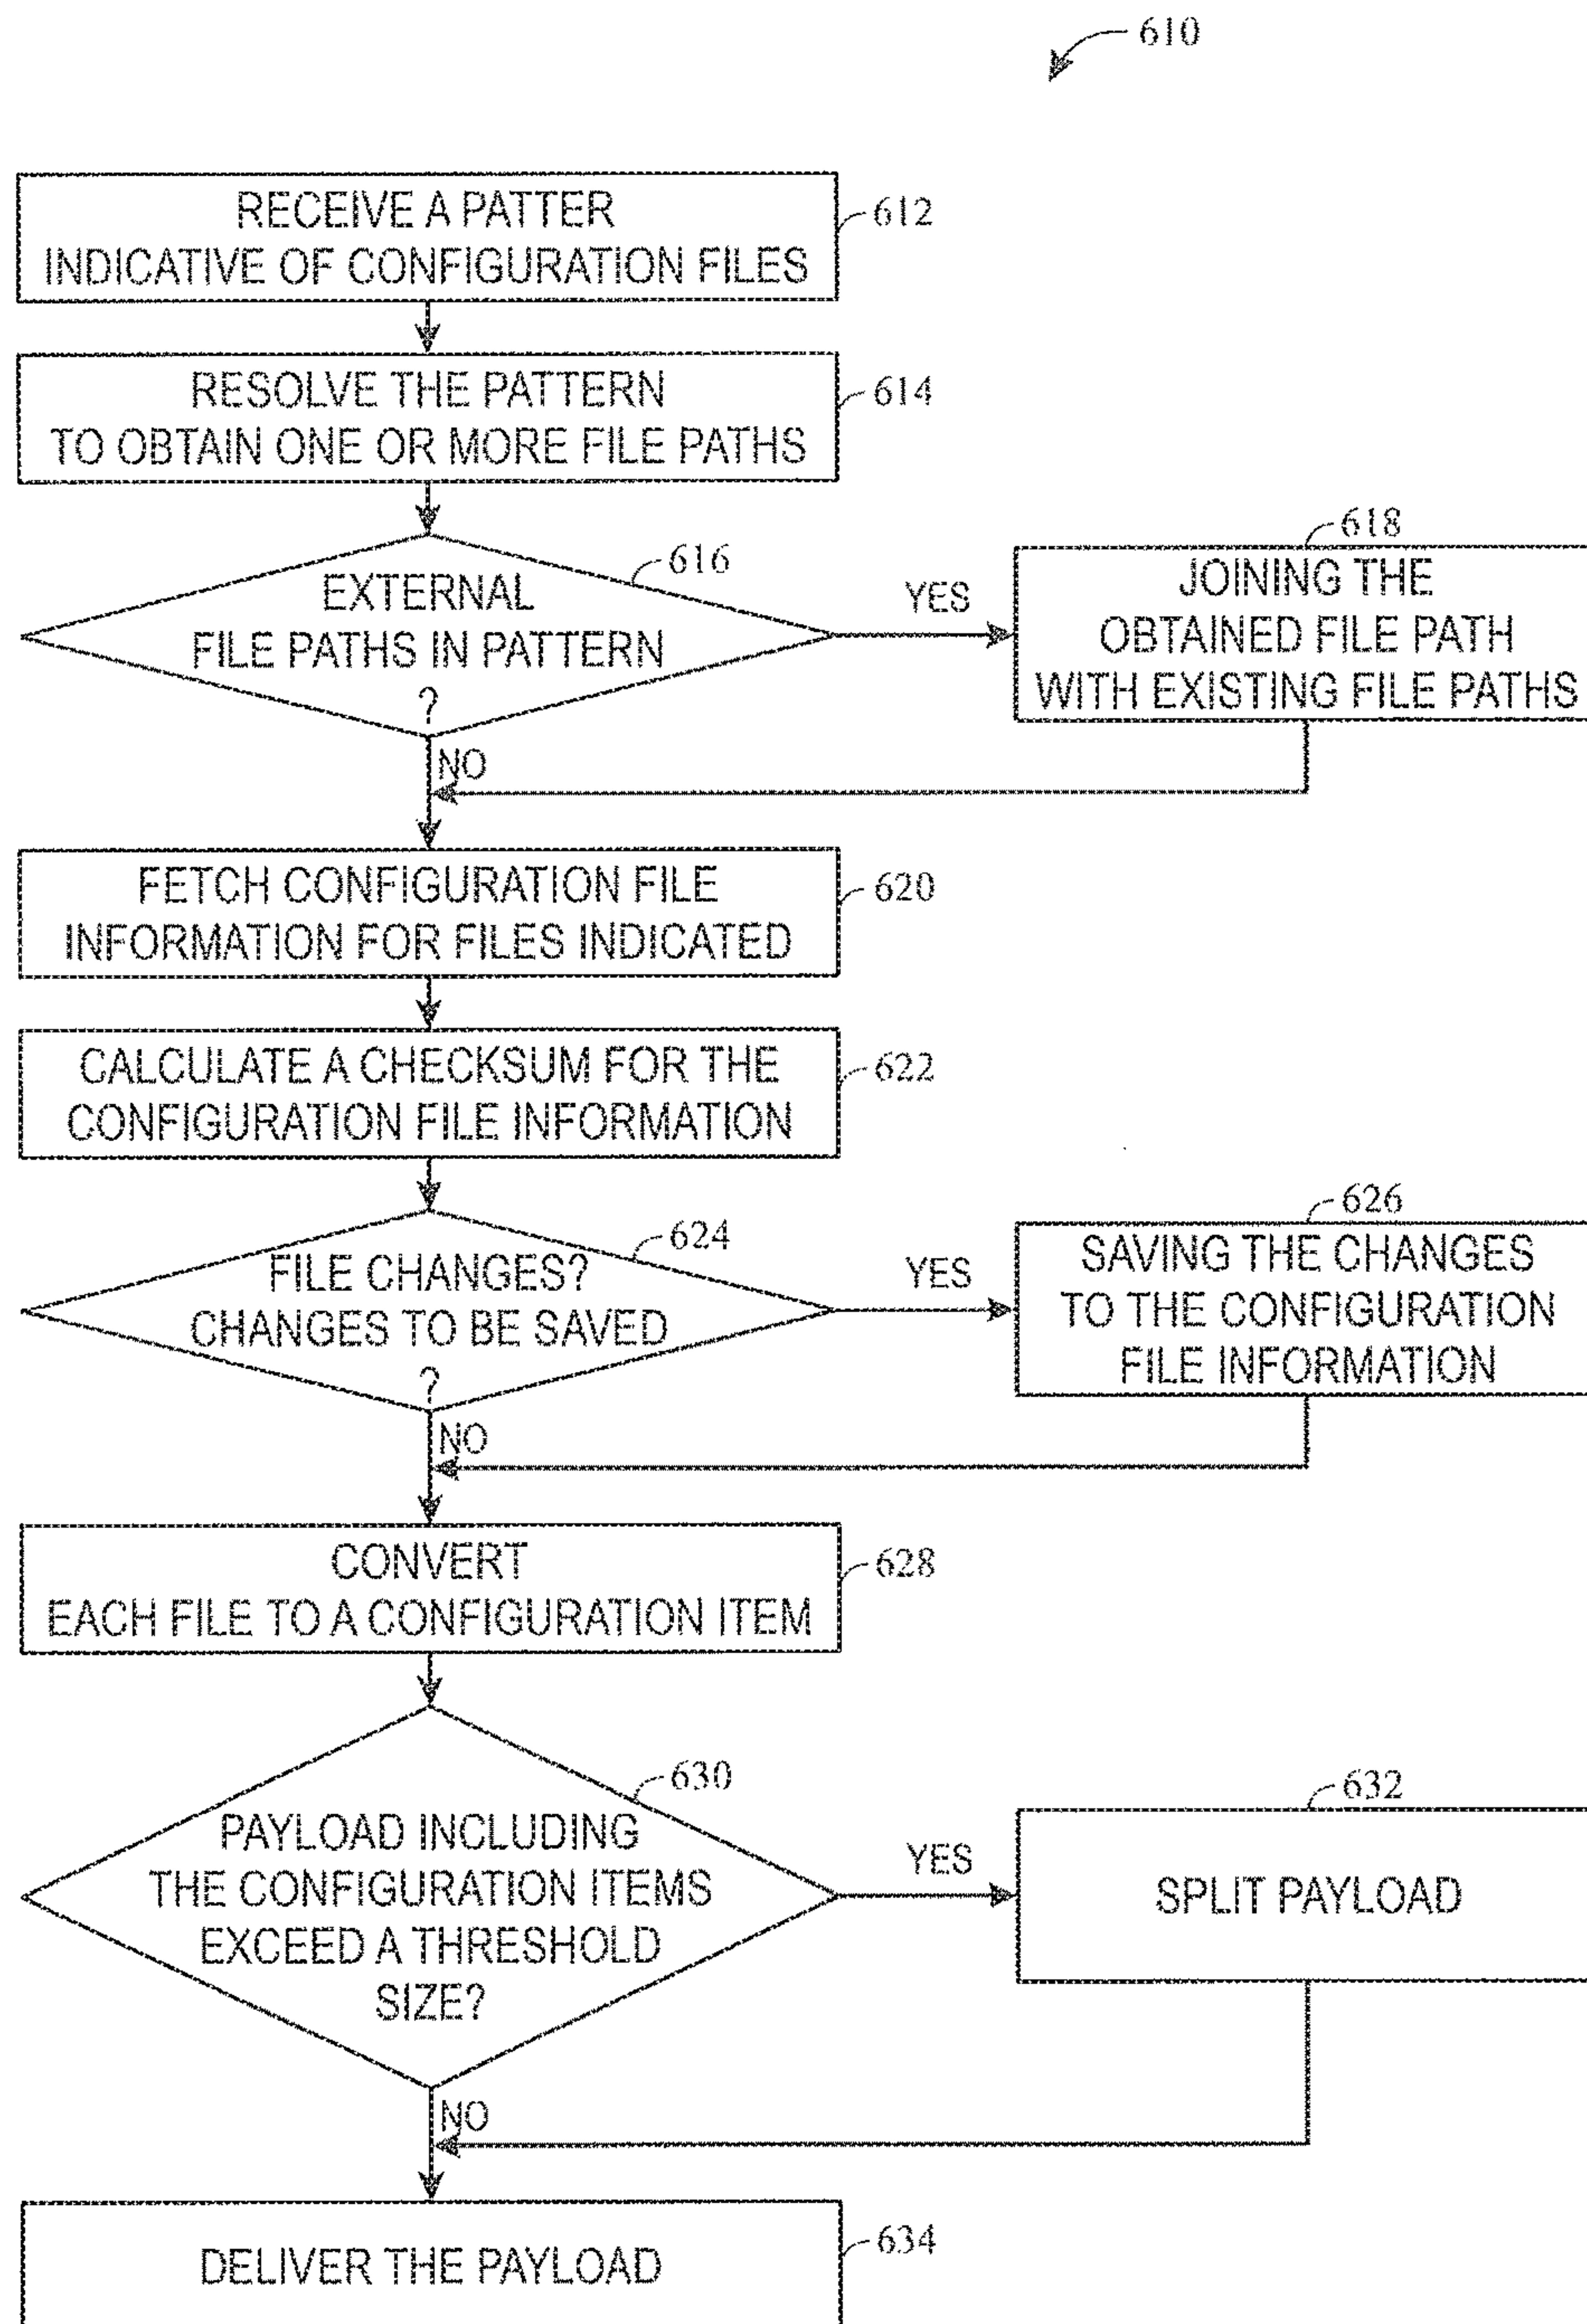 610
RECEIVE A PATTER
INDICATIVE OF CONFIGURATION FILES
612
RESOLVE THE PATTERN
TO OBTAIN ONE OR MORE FILE PATHS
614
EXTERNAL
FILE PATHS IN PATTERN
?
616
YES
618
JOINING THE
OBTAINED FILE PATH
WITH EXISTING FILE PATHS
NO
FETCH CONFIGURATION FILE
INFORMATION FOR FILES INDICATED
620
CALCULATE A CHECKSUM FOR THE
CONFIGURATION FILE INFORMATION
622
FILE CHANGES?
CHANGES TO BE SAVED
?
624
YES
626
SAVING THE CHANGES
TO THE CONFIGURATION
FILE INFORMATION
NO
CONVERT
EACH FILE TO A CONFIGURATION ITEM
628
PAYLOAD INCLUDING
THE CONFIGURATION ITEMS
EXCEED A THRESHOLD
SIZE?
630
YES
632
SPLIT PAYLOAD
NO
DELIVER THE PAYLOAD
634